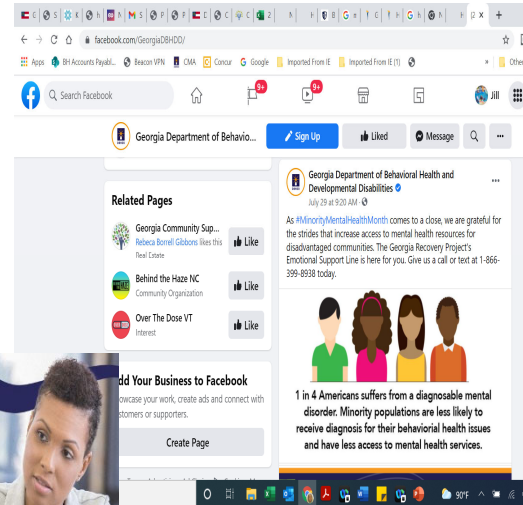 facebook.com/GeorgiaDBHDD/
Apps BH Accounts Payabl... Beacon VPN CMA Concur Google Imported From IE Imported From IE (1) » Other
Search Facebook 9+ 9+ Jill
Georgia Department of Behavio... Sign Up Liked Message
Related Pages
Georgia Community Sup...
Rebeca Borrell Gibbons likes this
Real Estate
Like
Behind the Haze NC
Community Organization
Like
Over The Dose VT
Interest
Like
dd Your Business to Facebook
owcase your work, create ads and connect with
stomers or supporters.
Create Page
Georgia Department of Behavioral Health and
Developmental Disabilities
July 29 at 9:20 AM
As #MinorityMentalHealthMonth comes to a close, we are grateful for
the strides that increase access to mental health resources for
disadvantaged communities. The Georgia Recovery Project's
Emotional Support Line is here for you. Give us a call or text at 1-866-
399-8938 today.
1 in 4 Americans suffers from a diagnosable mental
disorder. Minority populations are less likely to
receive diagnosis for their behaviorial health issues
and have less access to mental health services.
90°F